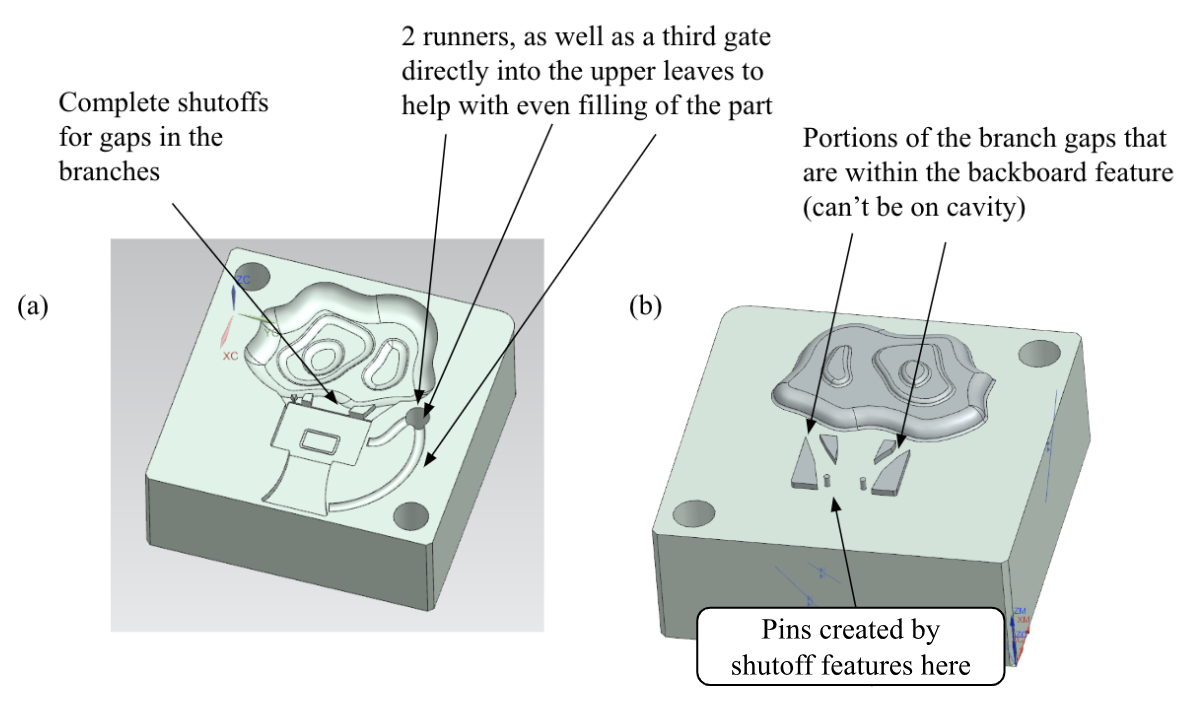 2 runners, as well as a third gate
directly into the upper leaves to
help with even filling of the part
Complete shutoffs
for gaps in the
branches
Portions of the branch gaps that
are within the backboard feature
(can't be on cavity)
(a)
ZC
XC
(b)
ZM
XM
Pins created by
shutoff features here